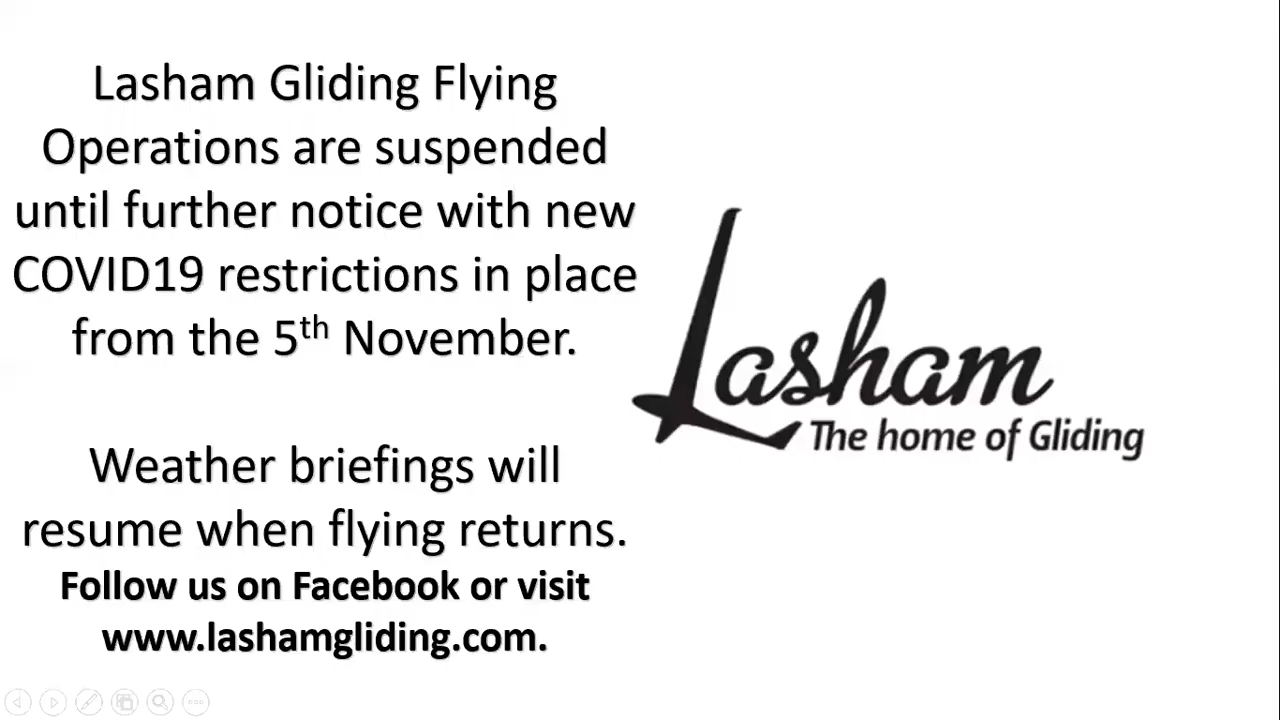 Lasham Gliding Flying
Operations are suspended
until further notice with new
COVID19 restrictions in place
from the 5th November.
Weather briefings will
resume when flying returns.
Follow us on Facebook or visit
www.lashamgliding.com.
Lasham
The home of Gliding